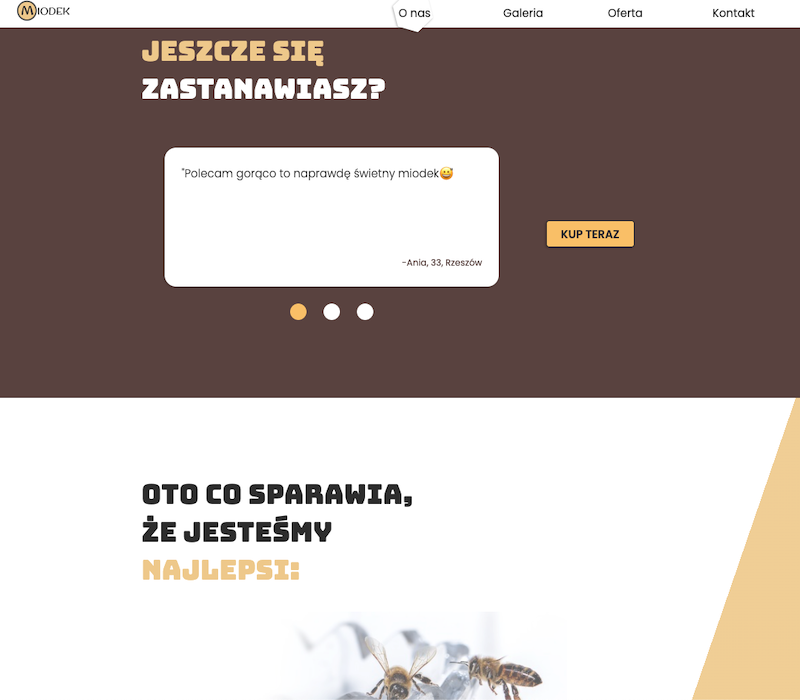 MIODEK
O nas
Galeria
Oferta
Kontakt
JESZCZE SIĘ
ZASTANAWIASZ?
"Polecam gorąco to naprawdę świetny miodek😅
-Ania, 33, Rzeszów
KUP TERAZ
OTO CO SPARAWIA,
ŻE JESTEŚMY
NAJLEPSI: